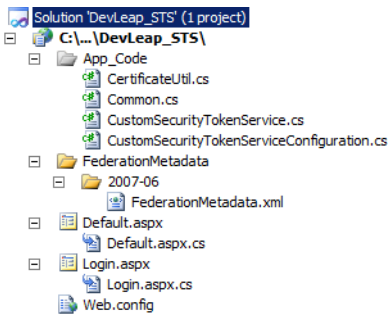 Solution 'DevLeap_STS' (1 project)
C:\...\DevLeap_STS\
App_Code
CertificateUtil.cs
Common.cs
CustomSecurityTokenService.cs
CustomSecurityTokenServiceConfiguration.cs
FederationMetadata
2007-06
FederationMetadata.xml
Default.aspx
Default.aspx.cs
Login.aspx
Login.aspx.cs
Web.config